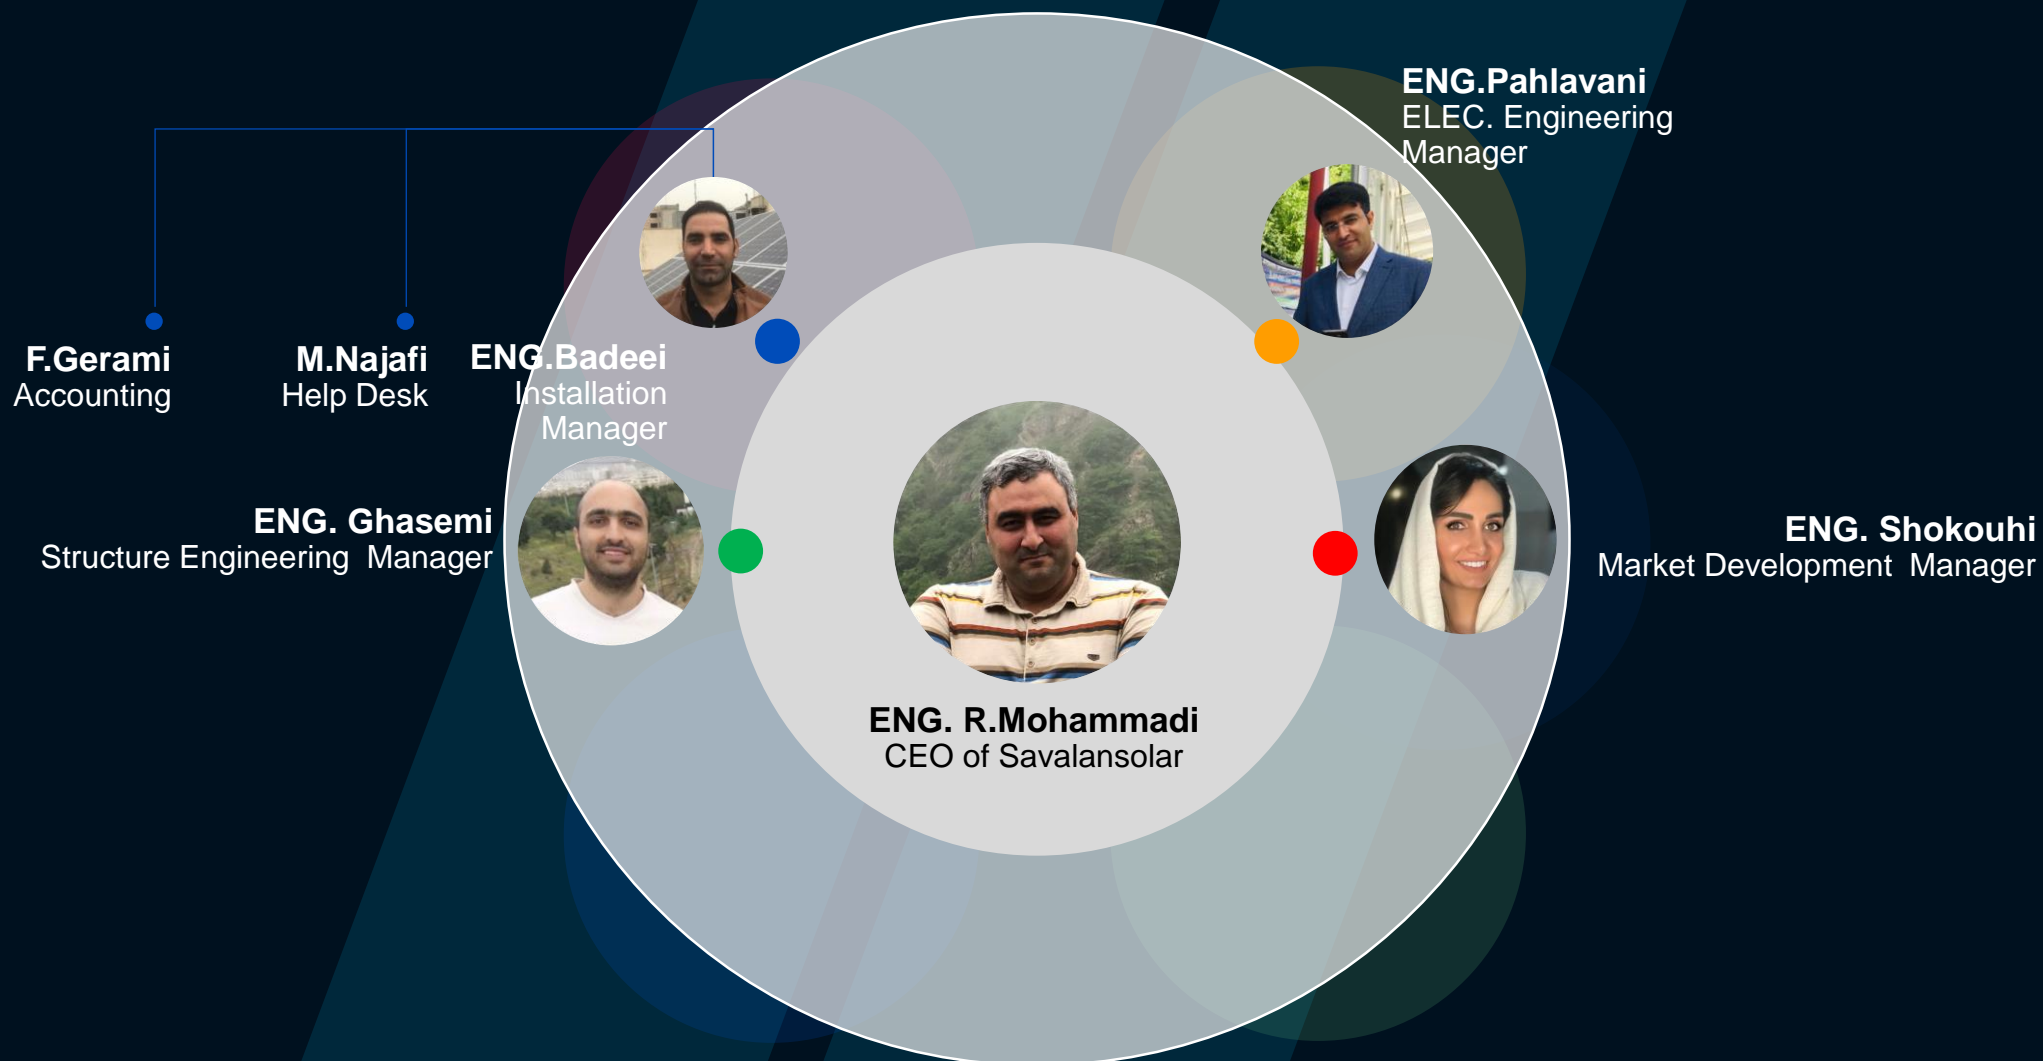 ENG.Pahlavani
ELEC. Engineering
Manager
F.Gerami
Accounting
M.Najafi
Help Desk
ENG.Badeei
Installation
Manager
ENG. Ghasemi
Structure Engineering  Manager
ENG. Shokouhi
Market Development  Manager
ENG. R.Mohammadi
CEO of Savalansolar